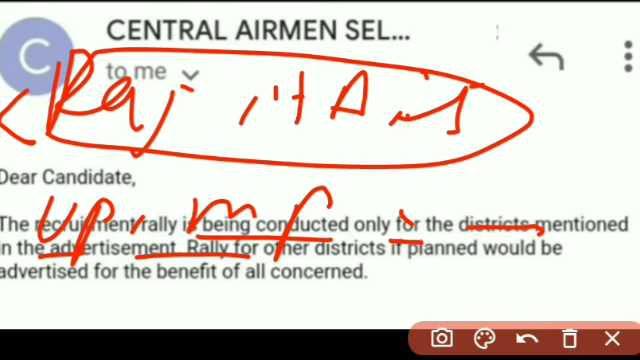 C
CENTRAL AIRMEN SEL...
to me
Raj
Dear Candidate,
up.
The recruitment rally is being conducted only for the districts mentioned
in the advertisement. Rally for other districts if planned would be
advertised for the benefit of all concerned.